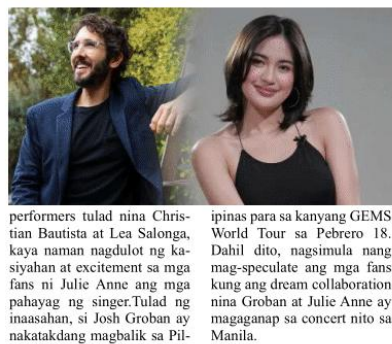 performers tulad nina Chris-
tian Bautista at Lea Salonga,
kaya naman nagdulot ng ka-
siyahan at excitement sa mga
fans ni Julie Anne ang mga
pahayag ng singer.Tulad ng
inaasahan, si Josh Groban ay
nakatakdang magbalik sa Pil-
ipinas para sa kanyang GEMS
World Tour sa Pebrero 18.
Dahil dito, nagsimula nang
mag-speculate ang mga fans
kung ang dream collaboration
nina Groban at Julie Anne ay
magaganap sa concert nito sa
Manila.